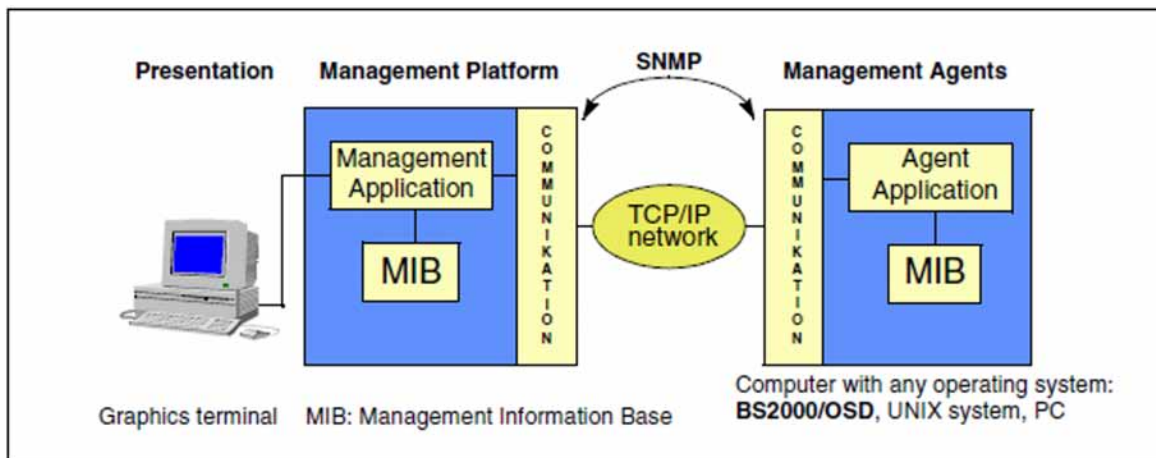 Presentation
Management Platform
SNMP
Management Agents
COMMUNIKATION
Management
Application
MIB
TCP/IP
network
COMMUNIKATION
Agent
Application
MIB
Graphics terminal
MIB: Management Information Base
Computer with any operating system:
BS2000/OSD, UNIX system, PC